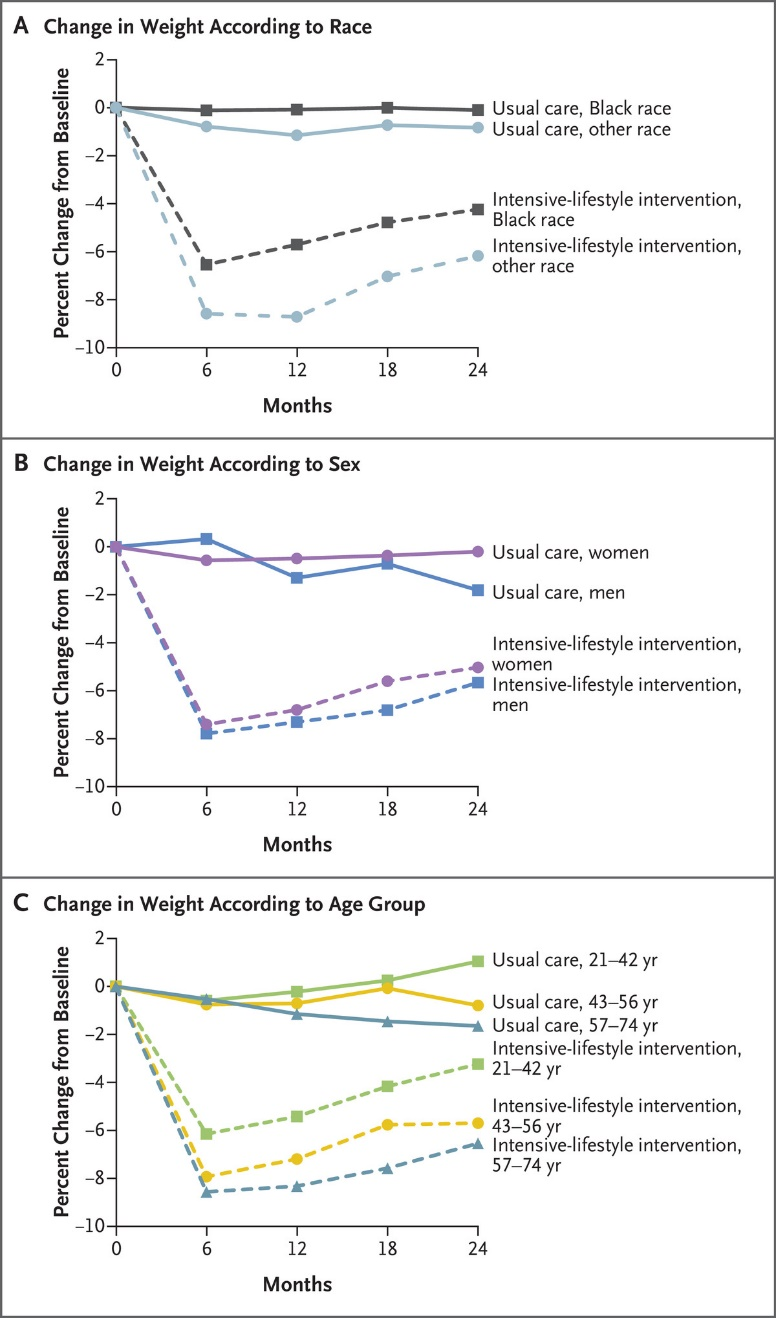 A Change in Weight According to Race
Percent Change from Baseline
2
0
−2
−4
−6
−8
−10
Usual care, Black race
Usual care, other race
Intensive-lifestyle intervention,
Black race
Intensive-lifestyle intervention,
other race
0 6 12 18 24
Months
B Change in Weight According to Sex
Percent Change from Baseline
2
0
−2
−4
−6
−8
−10
Usual care, women
Usual care, men
Intensive-lifestyle intervention,
women
Intensive-lifestyle intervention,
men
0 6 12 18 24
Months
C Change in Weight According to Age Group
Percent Change from Baseline
2
0
−2
−4
−6
−8
−10
Usual care, 21–42 yr
Usual care, 43–56 yr
Usual care, 57–74 yr
Intensive-lifestyle intervention,
21–42 yr
Intensive-lifestyle intervention,
43–56 yr
Intensive-lifestyle intervention,
57–74 yr
0 6 12 18 24
Months